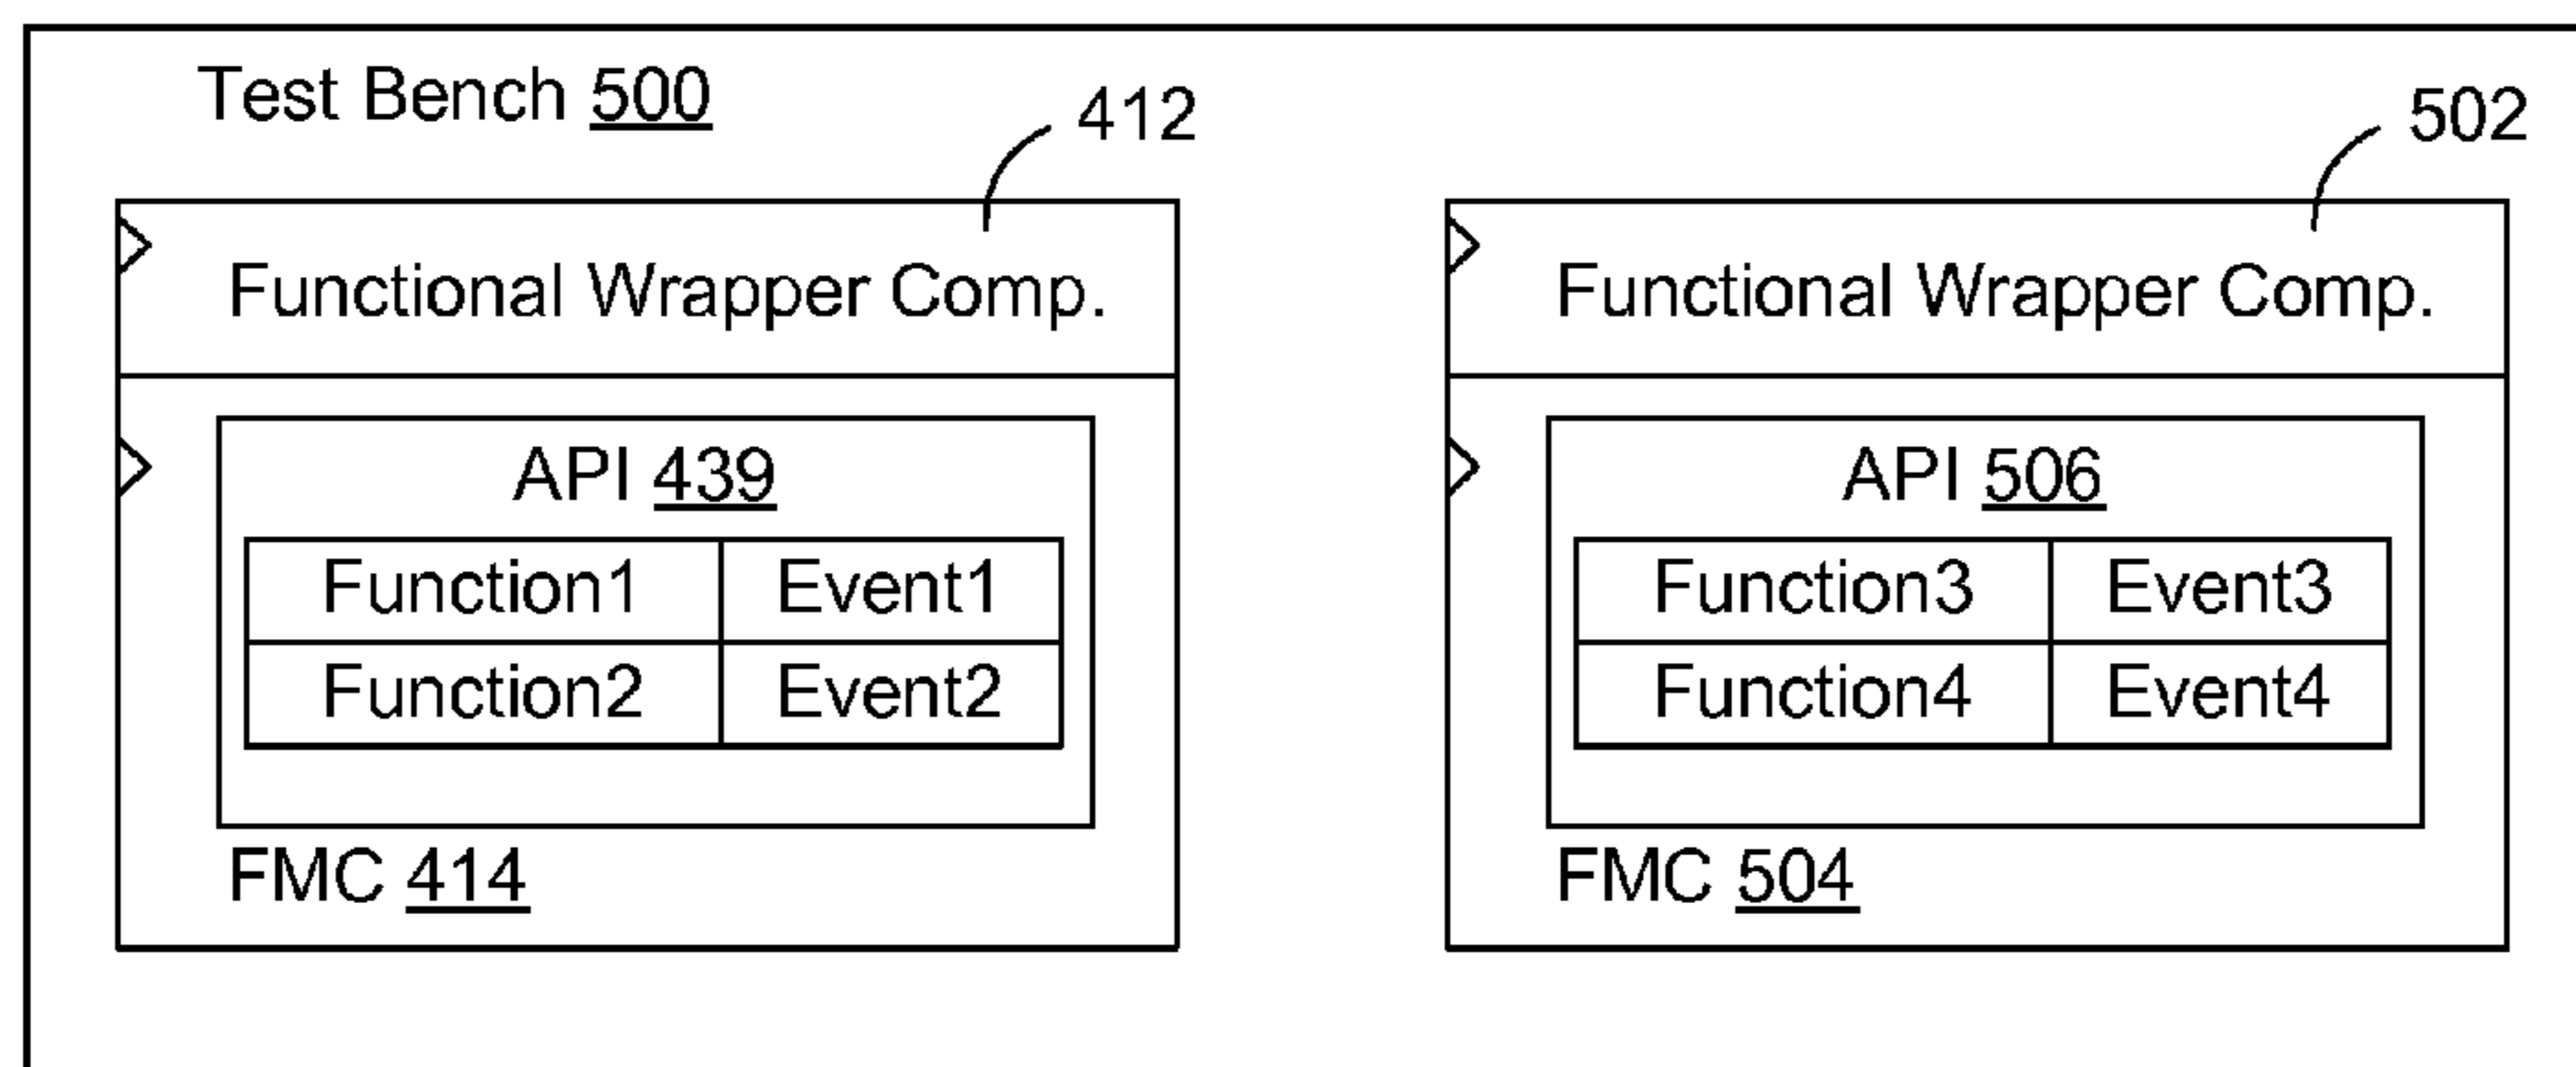 Test Bench 500
412
502
Functional Wrapper Comp.
Functional Wrapper Comp.
API 439
Function1 Event1
Function2 Event2
FMC 414
API 506
Function3 Event3
Function4 Event4
FMC 504